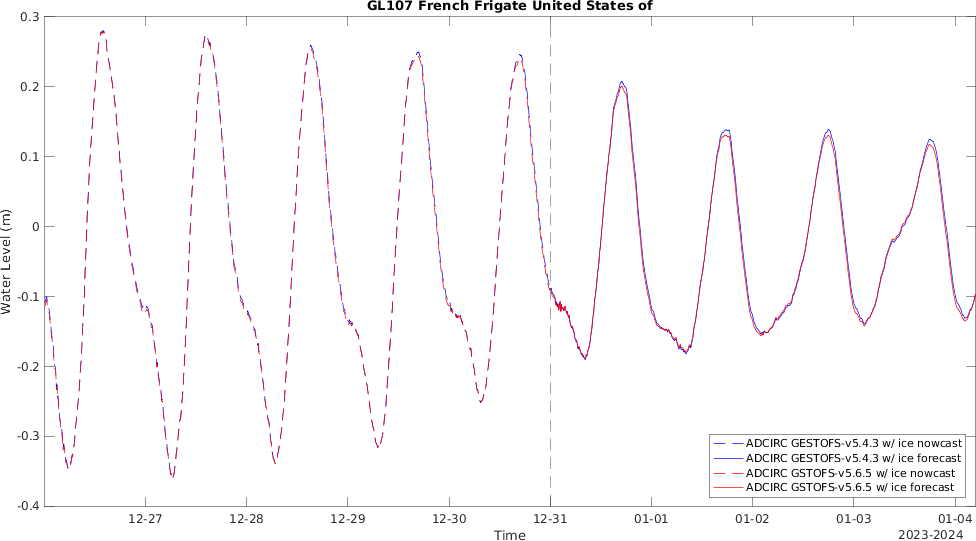 GL107 French Frigate United States of
0.3
0.2
0.1
0
-0.1
-0.2
-0.3
-0.4
Water Level (m)
ADCIRC GESTOFS-v5.4.3 w/ ice nowcast
ADCIRC GESTOFS-v5.4.3 w/ ice forecast
ADCIRC GSTOFS-v5.6.5 w/ ice nowcast
ADCIRC GSTOFS-v5.6.5 w/ ice forecast
12-27 12-28 12-29 12-30 12-31 01-01 01-02 01-03 01-04
Time
2023-2024